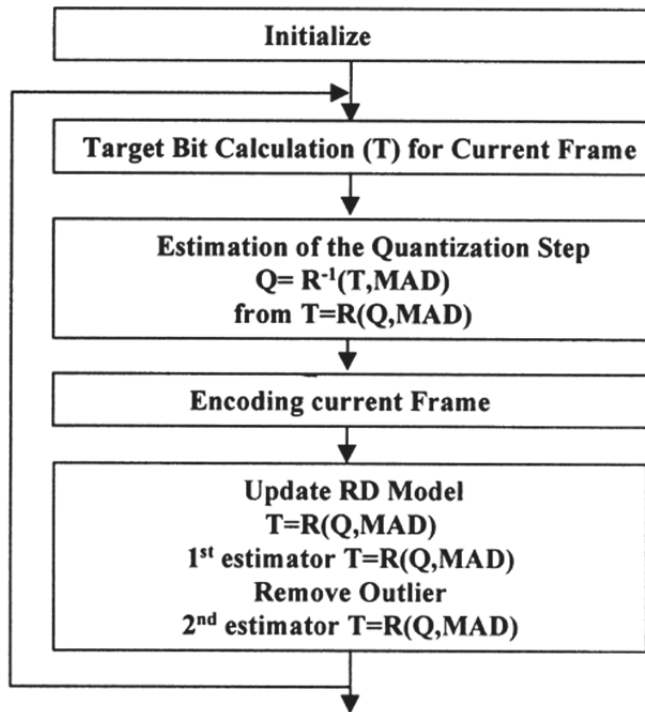 Initialize
Target Bit Calculation (T) for Current Frame
Estimation of the Quantization Step
Q= R⁻¹(T,MAD)
from T=R(Q,MAD)
Encoding current Frame
Update RD Model
T=R(Q,MAD)
1ˢᵗ estimator T=R(Q,MAD)
Remove Outlier
2ⁿᵈ estimator T=R(Q,MAD)